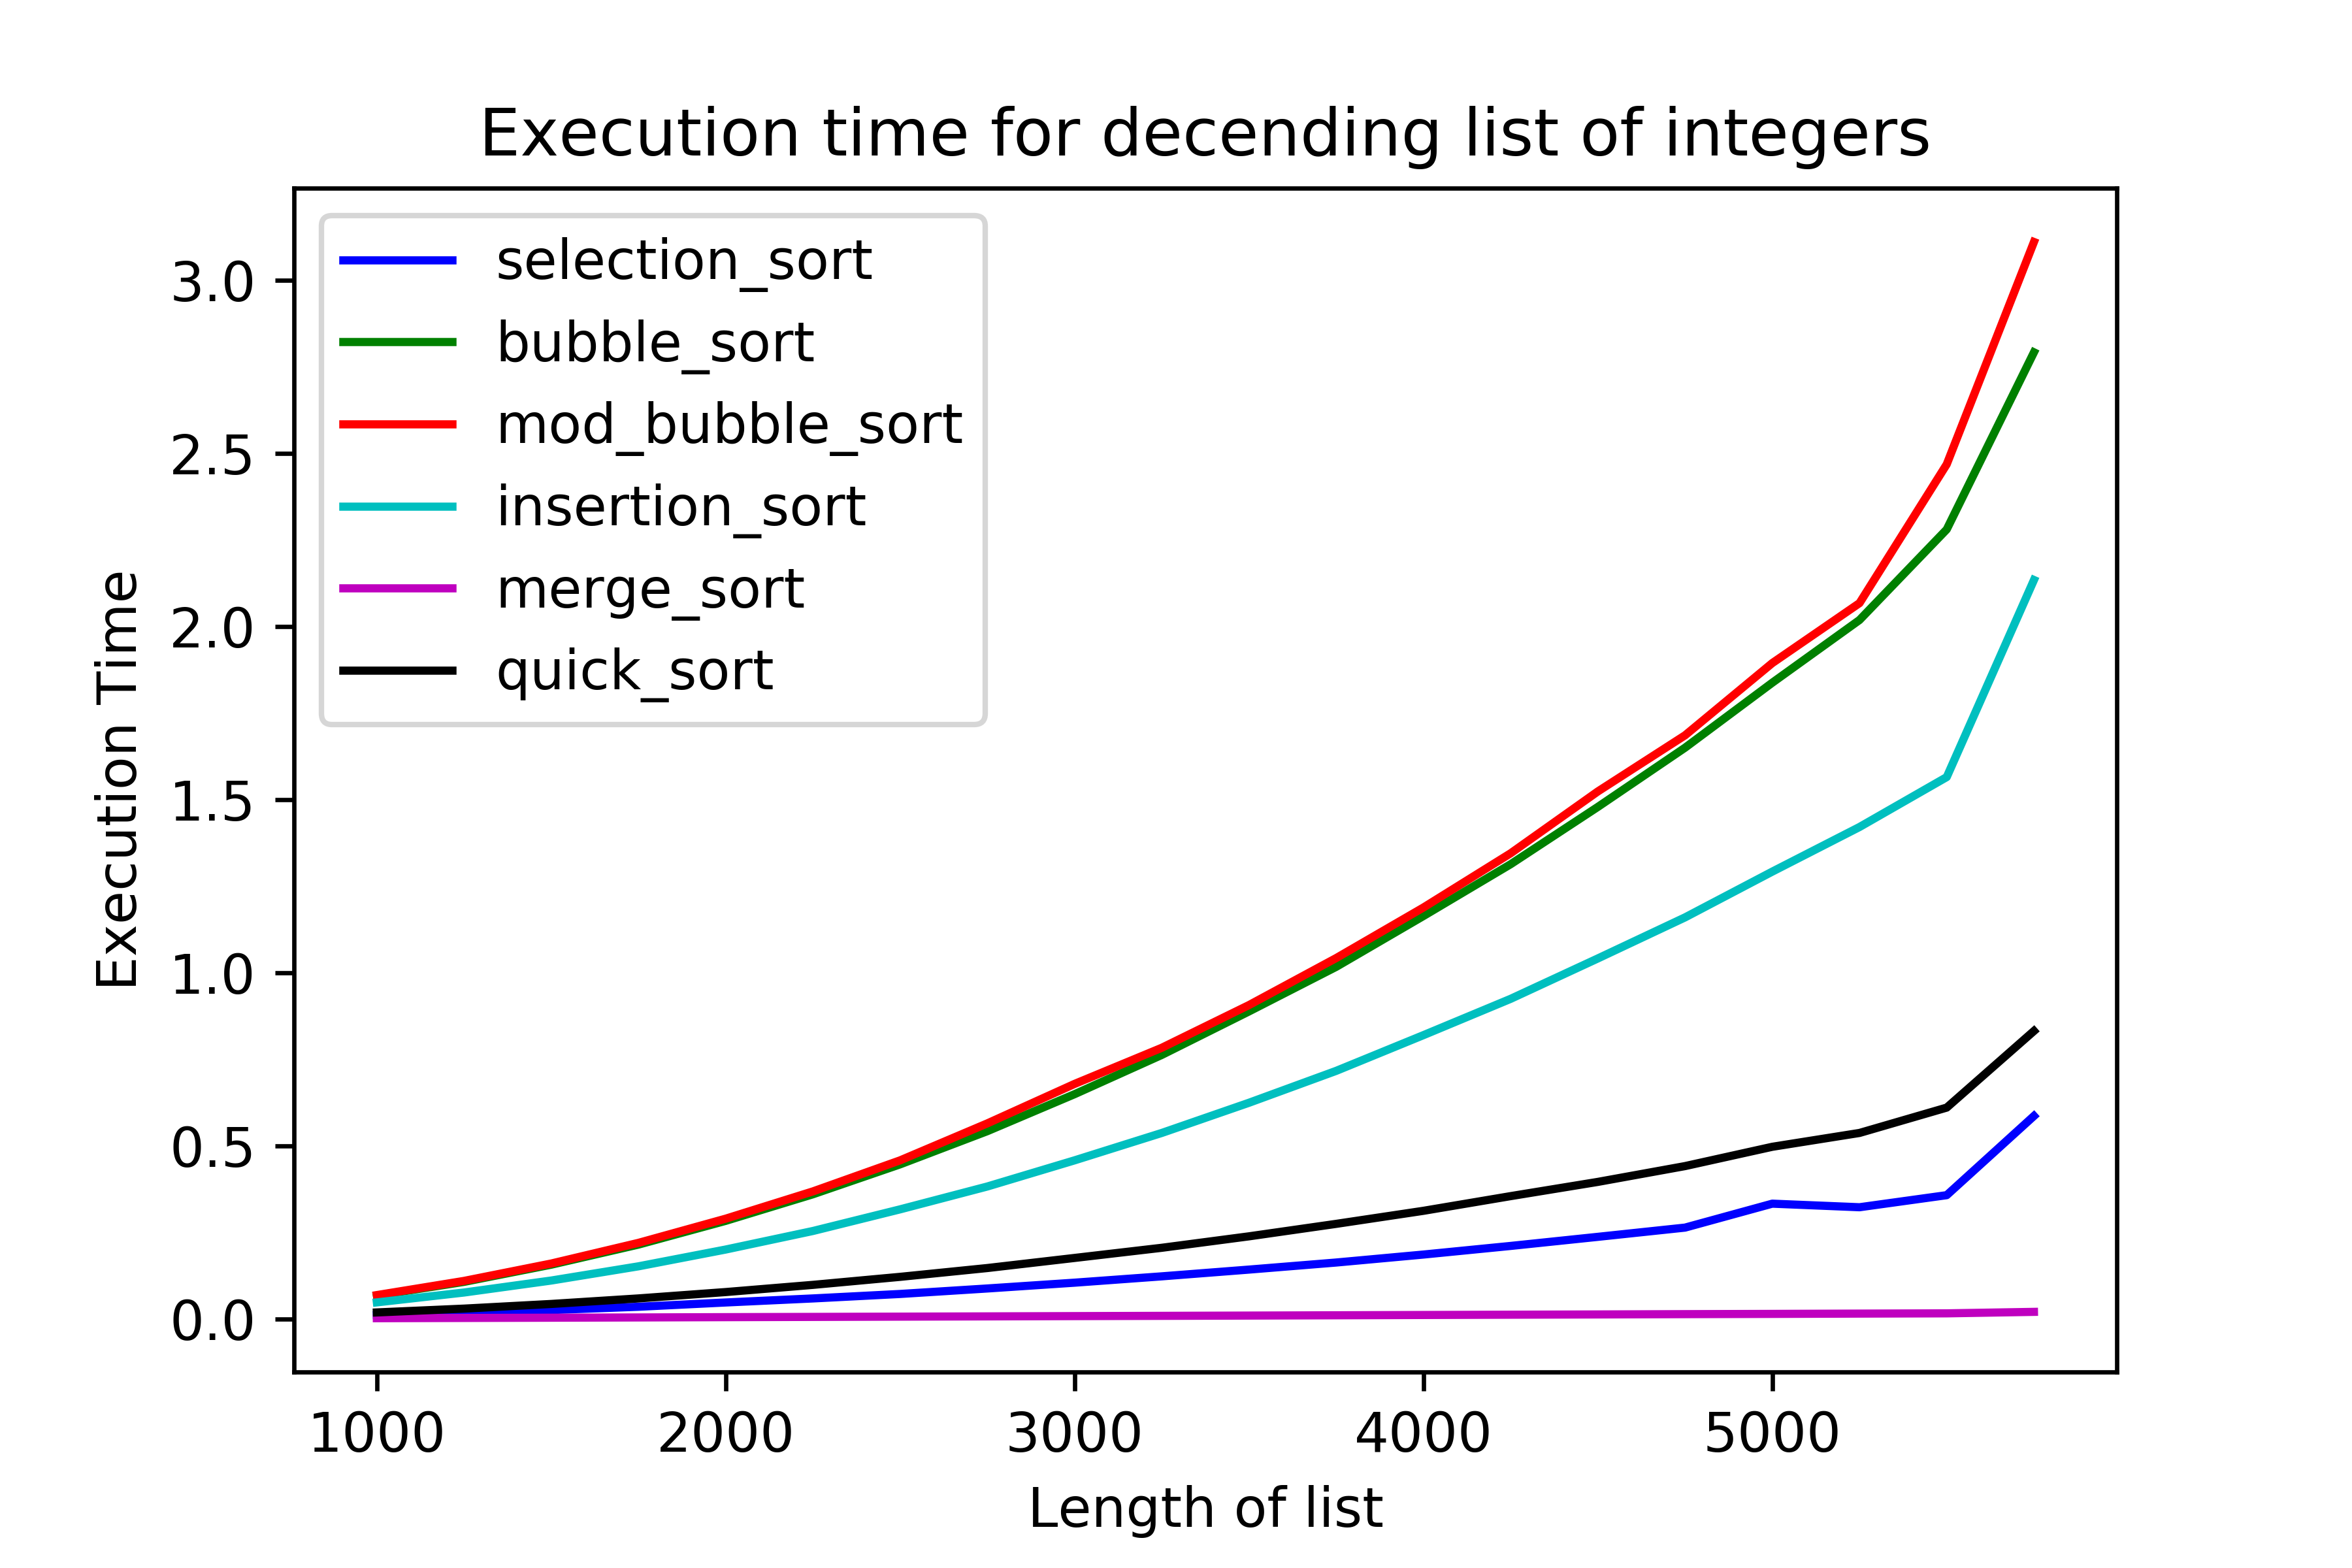 Execution time for decending list of integers
selection_sort
bubble_sort
mod_bubble_sort
insertion_sort
merge_sort
quick_sort
3.0
2.5
2.0
1.5
1.0
0.5
0.0
Execution Time
1000 2000 3000 4000 5000
Length of list